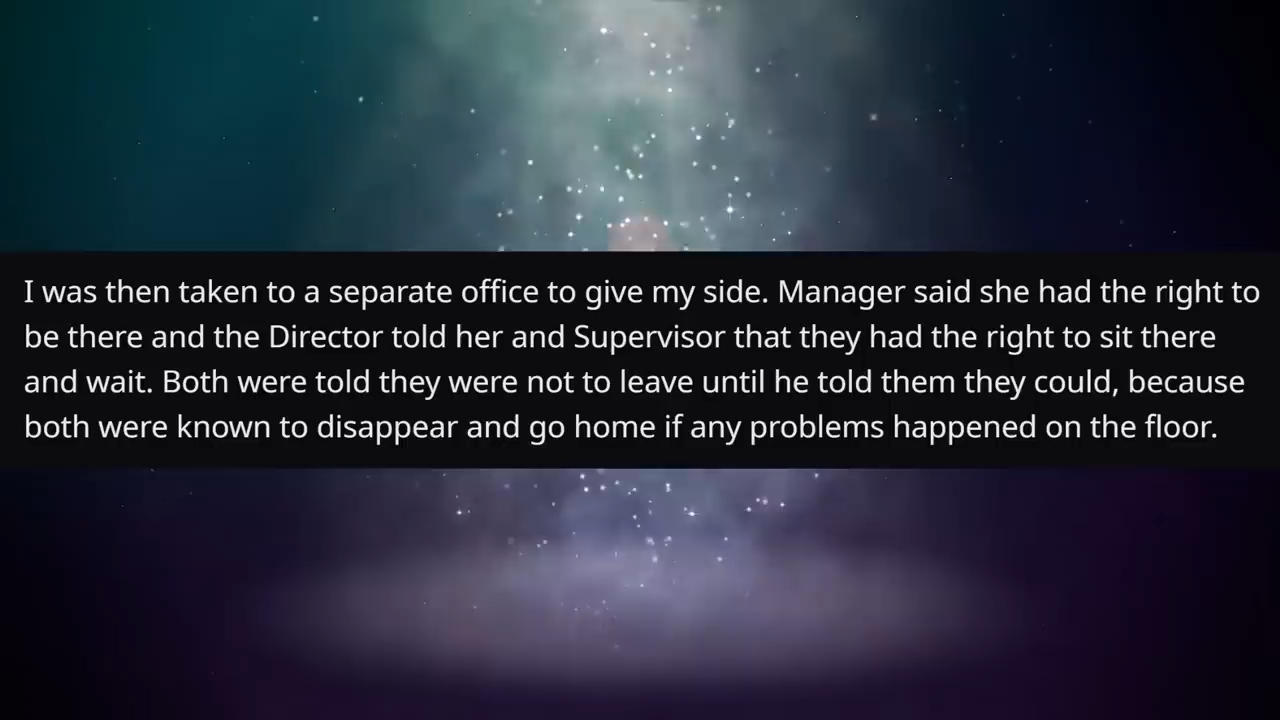 I was then taken to a separate office to give my side. Manager said she had the right to
be there and the Director told her and Supervisor that they had the right to sit there
and wait. Both were told they were not to leave until he told them they could, because
both were known to disappear and go home if any problems happened on the floor.